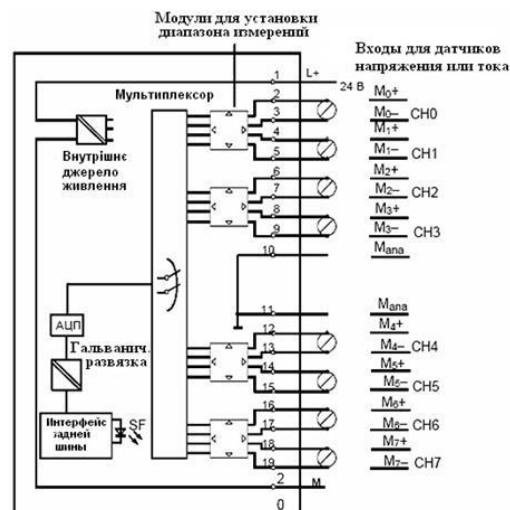 Модули для установки
диапазона измерений
Входы для датчиков
напряжения или тока
Мультиплексор
1 L+
24 В
2 M0+
3 M0– CH0
4 M1+
5 M1– CH1
Внутрішнє
джерело
живлення
6 M2+
7 M2– CH2
8 M3+
9 M3– CH3
10 Mana
11 Mana
12 M4+
13 M4– CH4
14 M5+
15 M5– CH5
АЦП
Гальванич.
развязка
16 M6+
17 M6– CH6
18 M7+
19 M7– CH7
Интерфейс
задней
шины
SF
2 M
0